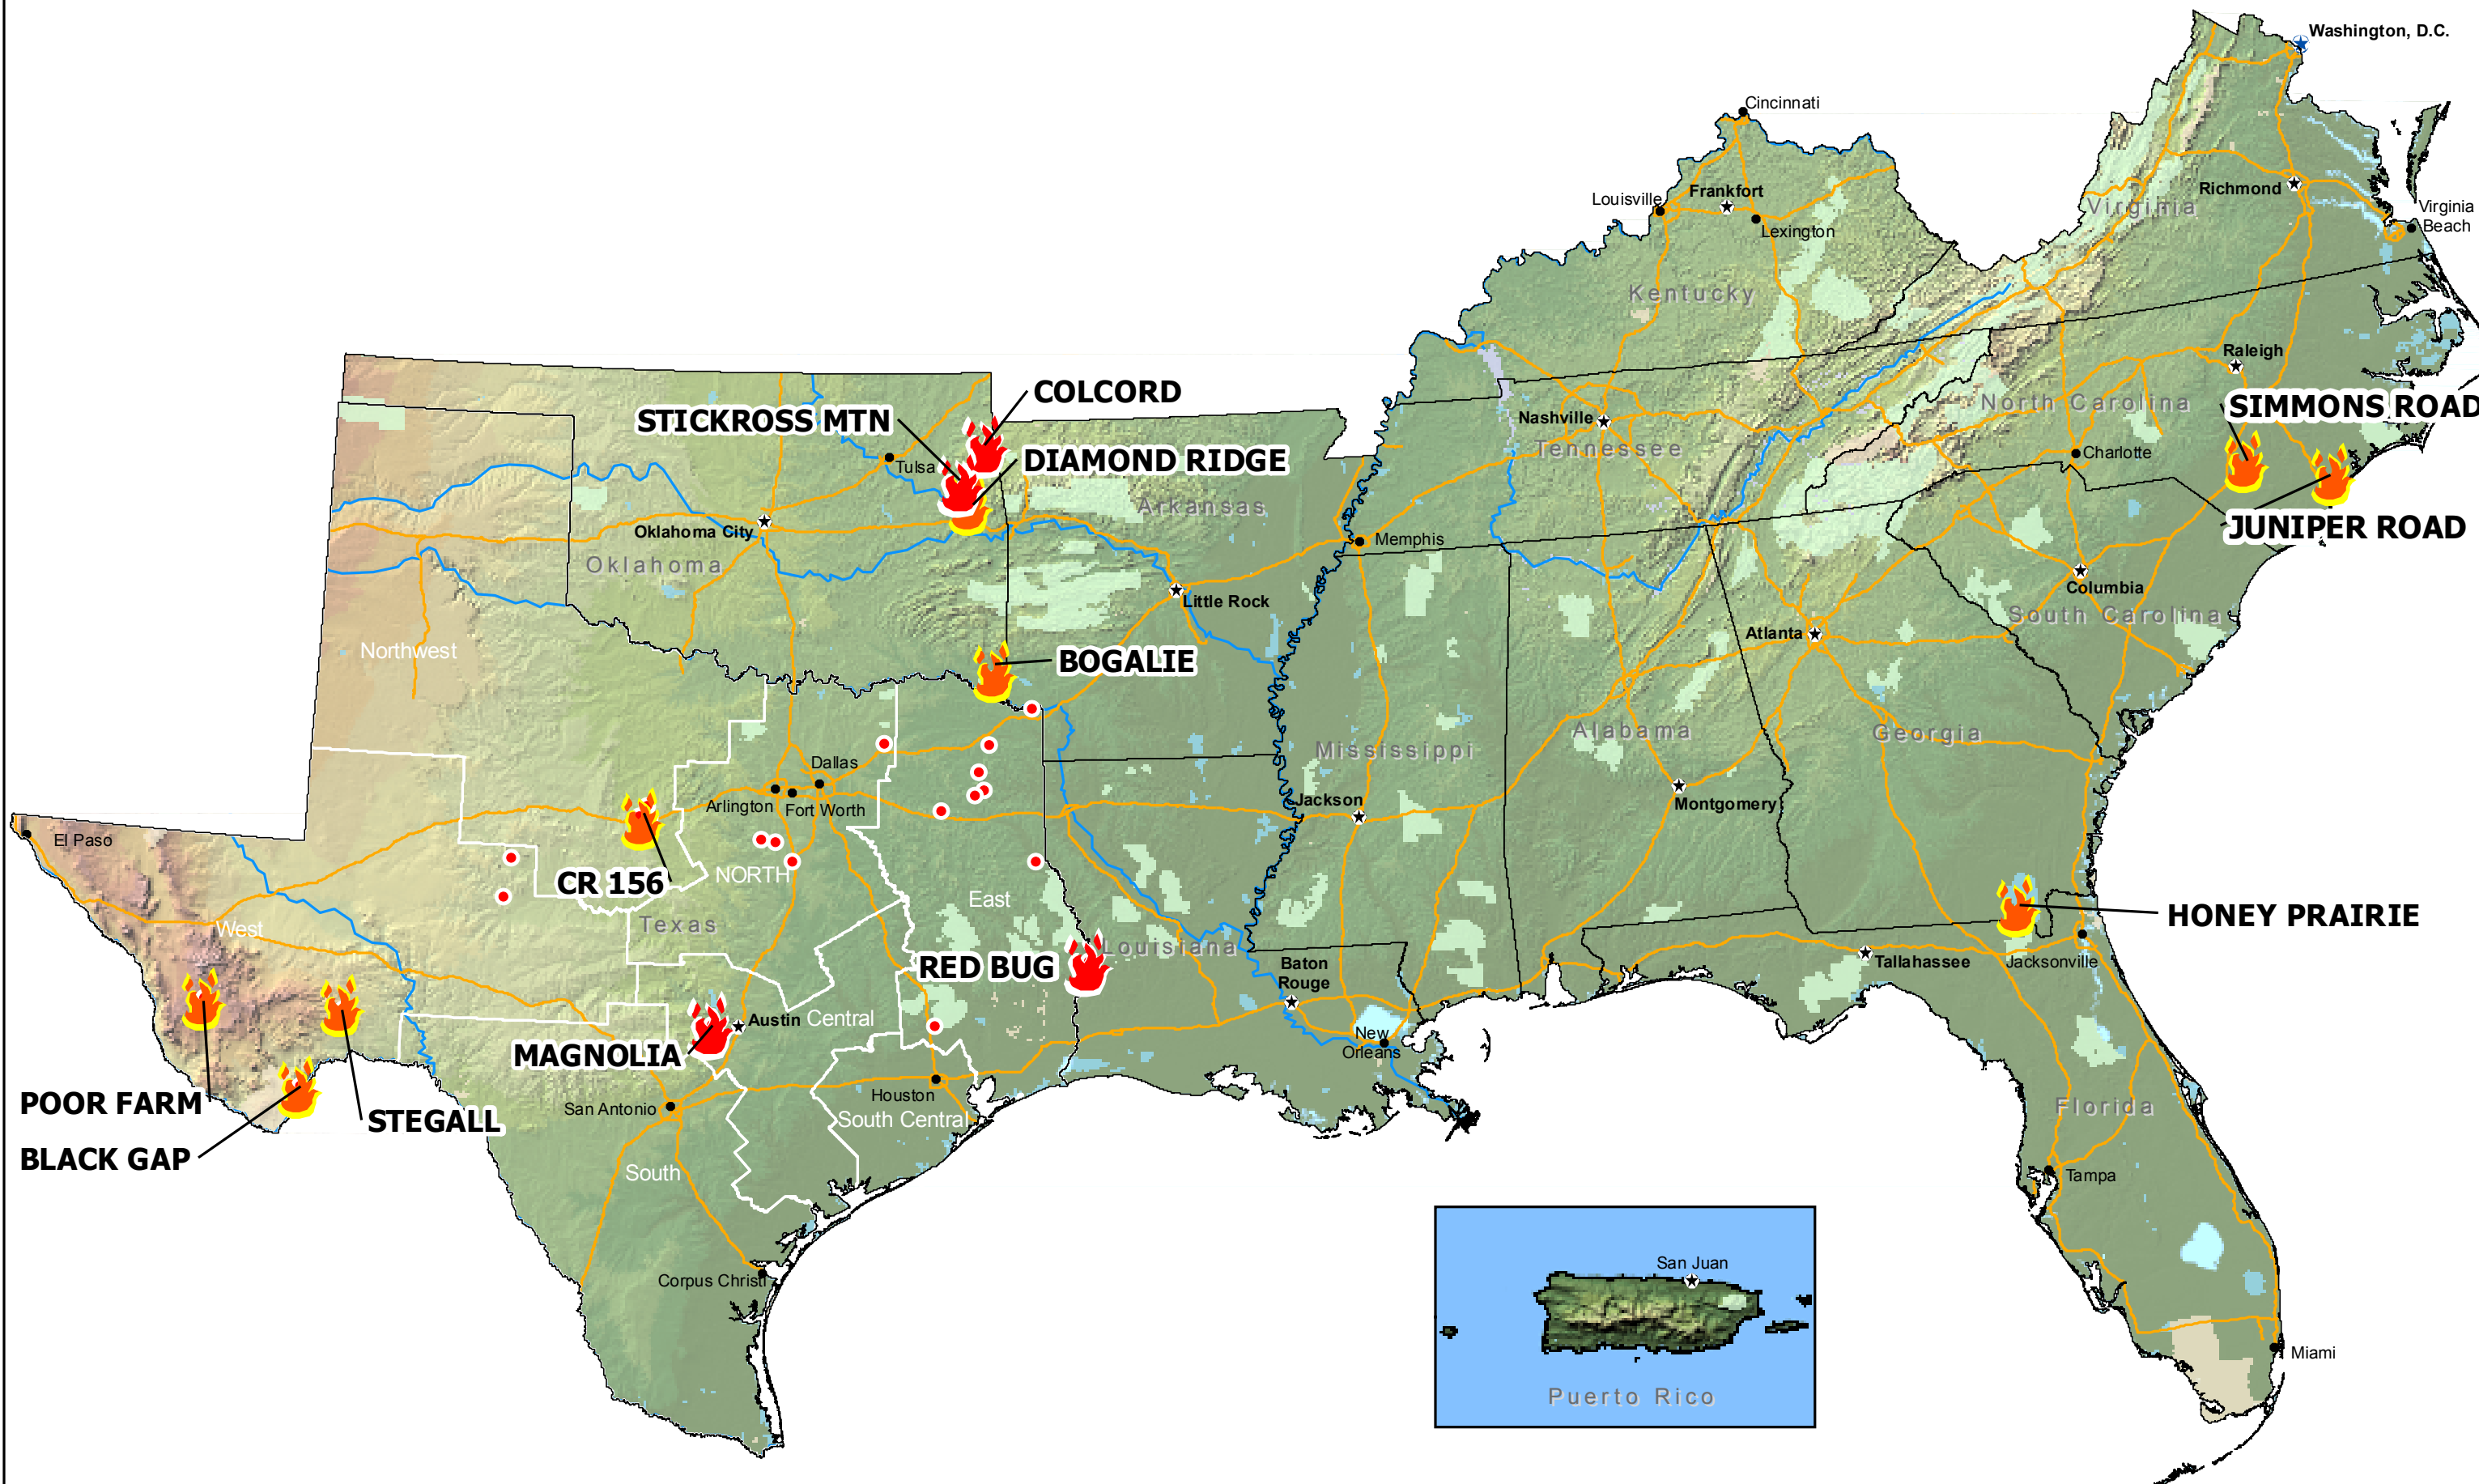 Washington, D.C.
Cincinnati
Louisville
Frankfort
Lexington
Richmond
Virginia
Virginia
Beach
Kentucky
Raleigh
North Carolina
SIMMONS ROAD
COLCORD
STICKROSS MTN
Tulsa
DIAMOND RIDGE
Nashville
Tennessee
Charlotte
Arkansas
Oklahoma City
Oklahoma
Memphis
JUNIPER ROAD
Little Rock
Columbia
South Carolina
Atlanta
Northwest
BOGALIE
Mississippi
Alabama
Georgia
Dallas
Arlington
Fort Worth
Jackson
Montgomery
El Paso
CR 156
NORTH
East
Texas
West
HONEY PRAIRIE
RED BUG
Louisiana
Baton
Rouge
Tallahassee
Jacksonville
Austin
Central
New
Orleans
MAGNOLIA
POOR FARM
STEGALL
San Antonio
Houston
South Central
BLACK GAP
South
Florida
Tampa
Corpus Christi
San Juan
Puerto Rico
Miami